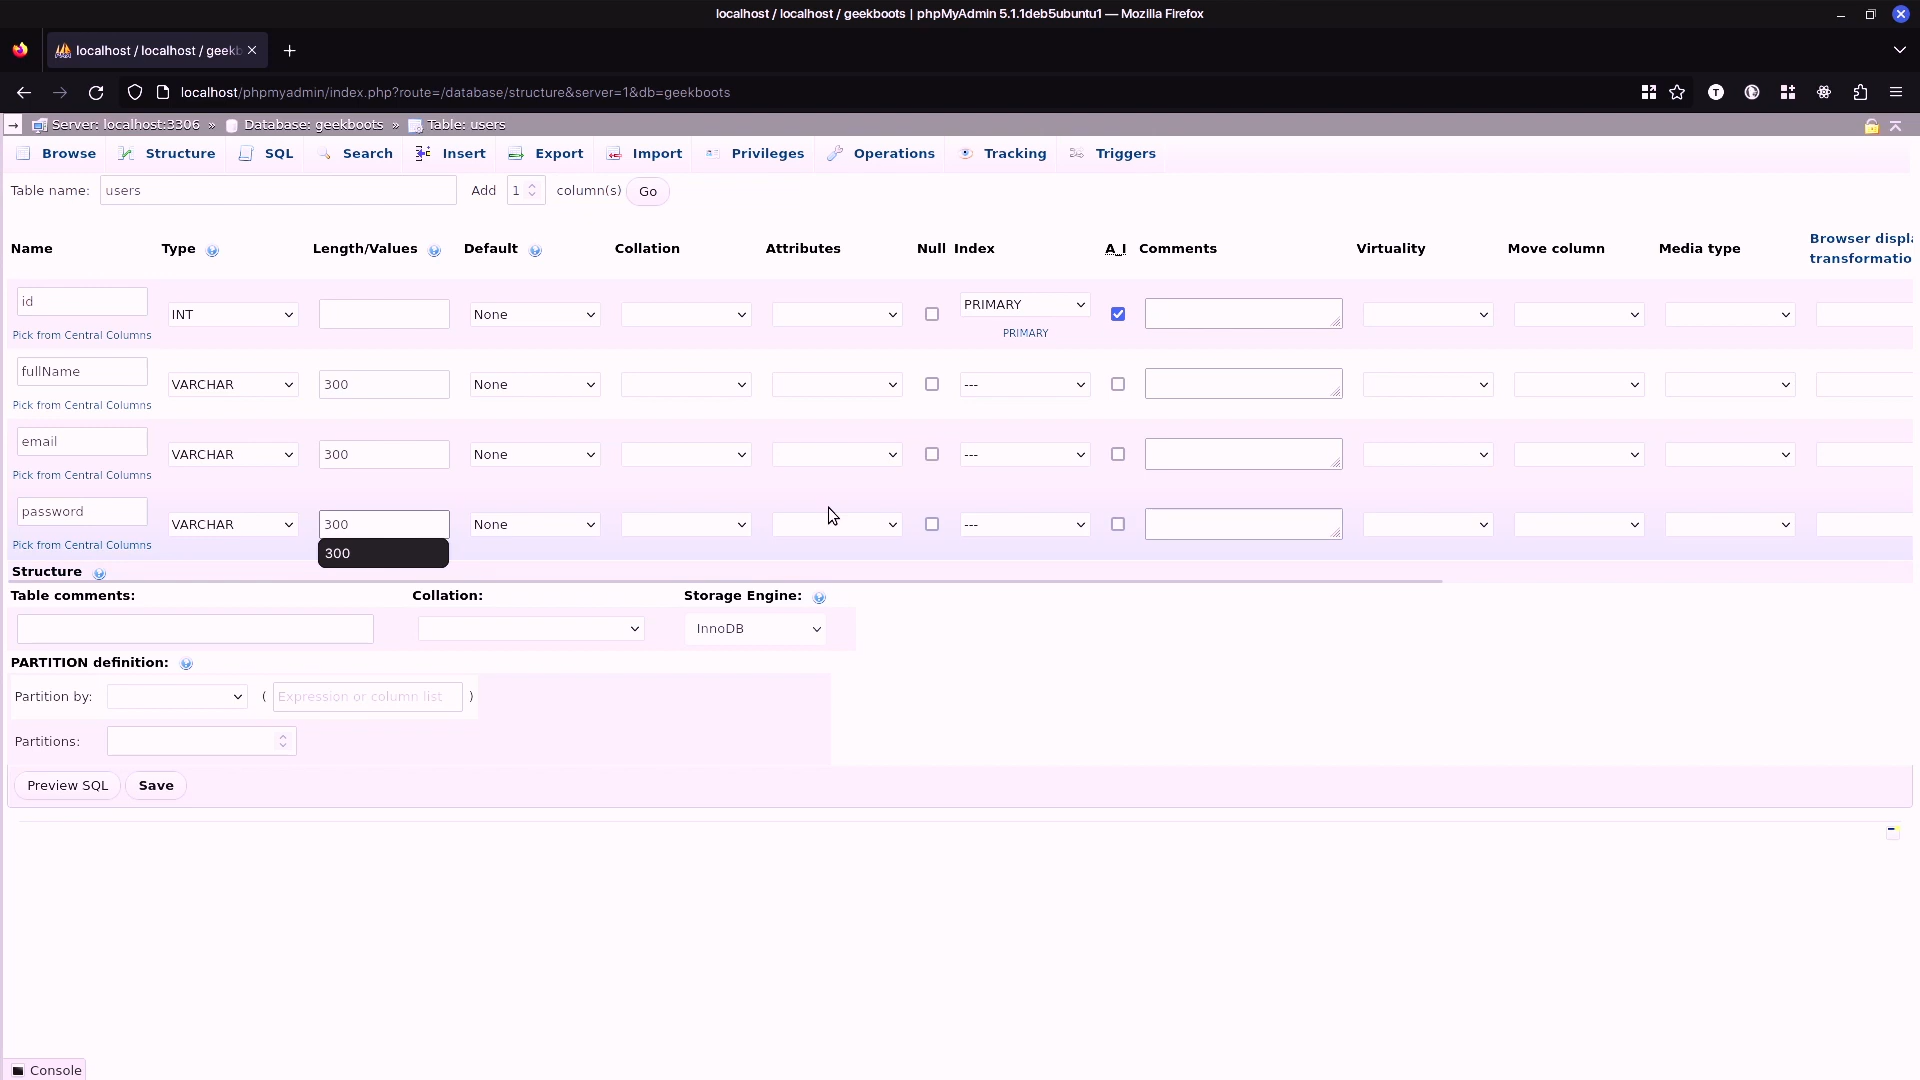 localhost / localhost / geekboots | phpMyAdmin 5.1.1deb5ubuntu1 — Mozilla Firefox
localhost / localhost / geekb
localhost/phpmyadmin/index.php?route=/database/structure&server=1&db=geekboots
Server: localhost:3306 » Database: geekboots » Table: users
Browse Structure SQL Search Insert Export Import Privileges Operations Tracking Triggers
Table name: users Add 1 column(s) Go
Name Type Length/Values Default Collation Attributes Null Index A_I Comments Virtuality Move column Media type Browser displa
transformatio
id INT None PRIMARY
Pick from Central Columns PRIMARY
fullName VARCHAR 300 None ---
Pick from Central Columns
email VARCHAR 300 None ---
Pick from Central Columns
password VARCHAR 300 None ---
Pick from Central Columns 300
Structure
Table comments: Collation: Storage Engine:
InnoDB
PARTITION definition:
Partition by: ( Expression or column list )
Partitions:
Preview SQL Save
Console